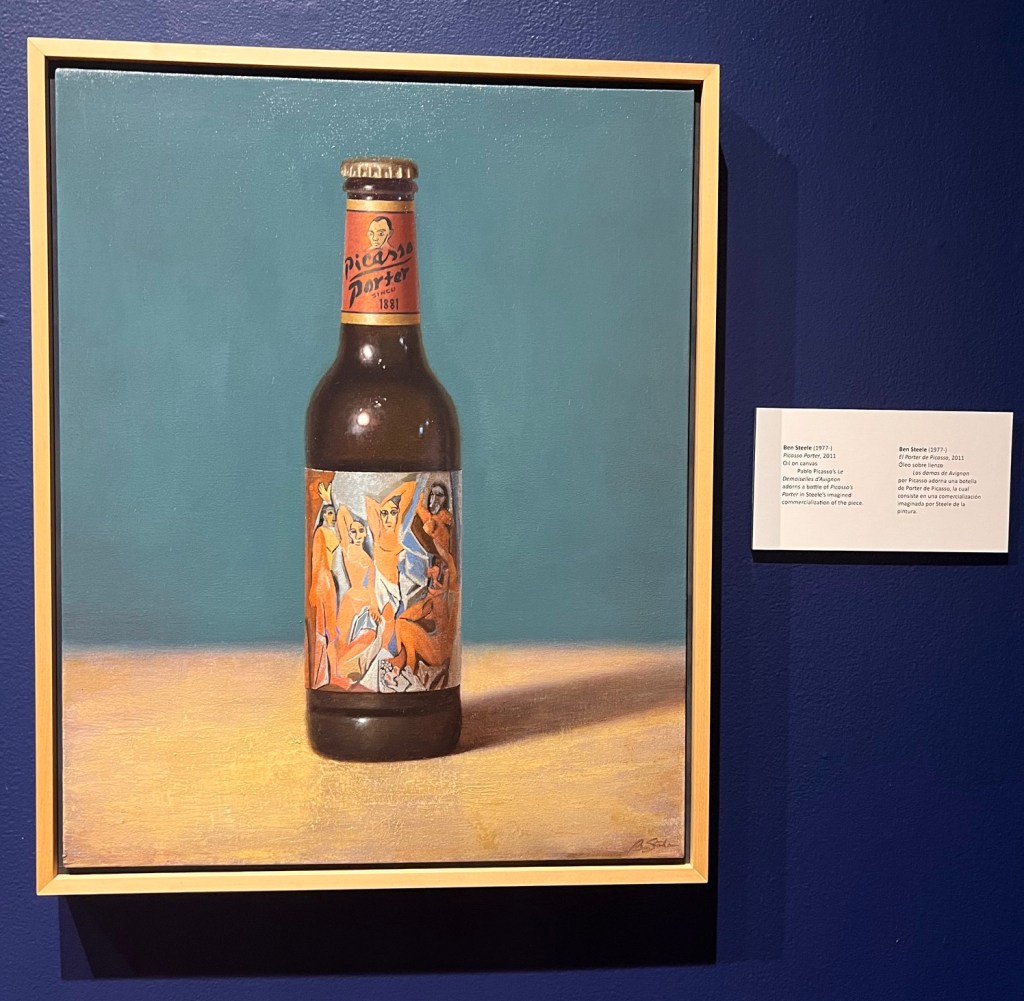 Picasso
Porter
SINCE
1881
Ben Steele (1977-)
Picasso Porter, 2011
Oil on canvas
Pablo Picasso's Le
Demoiselles d'Avignon
adorns a bottle of Picasso's
Porter in Steele's imagined
commercialization of the piece.
Ben Steele (1977-)
El Porter de Picasso, 2011
Óleo sobre lienzo
Las damas de Avignon
por Picasso adorna una botella
de Porter de Picasso, la cual
consiste en una comercialización
imaginada por Steele de la
pintura.
B. Steele